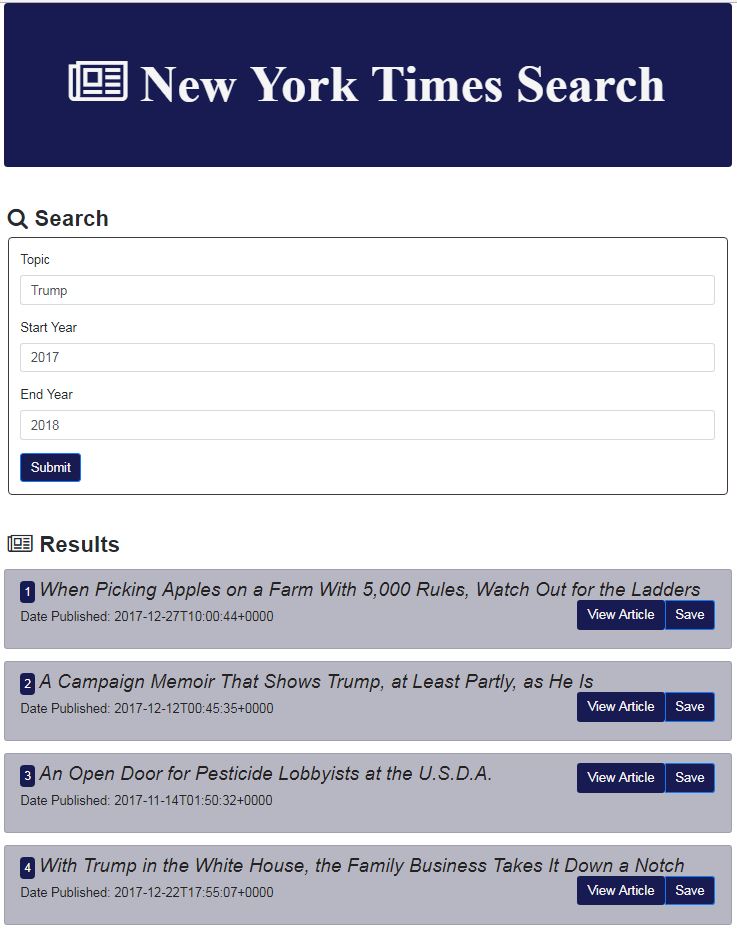 New York Times Search
Search
Topic
Trump
Start Year
2017
End Year
2018
Submit
Results
1 When Picking Apples on a Farm With 5,000 Rules, Watch Out for the Ladders
Date Published: 2017-12-27T10:00:44+0000
View Article Save
2 A Campaign Memoir That Shows Trump, at Least Partly, as He Is
Date Published: 2017-12-12T00:45:35+0000
View Article Save
3 An Open Door for Pesticide Lobbyists at the U.S.D.A.
View Article Save
Date Published: 2017-11-14T01:50:32+0000
4 With Trump in the White House, the Family Business Takes It Down a Notch
Date Published: 2017-12-22T17:55:07+0000
View Article Save